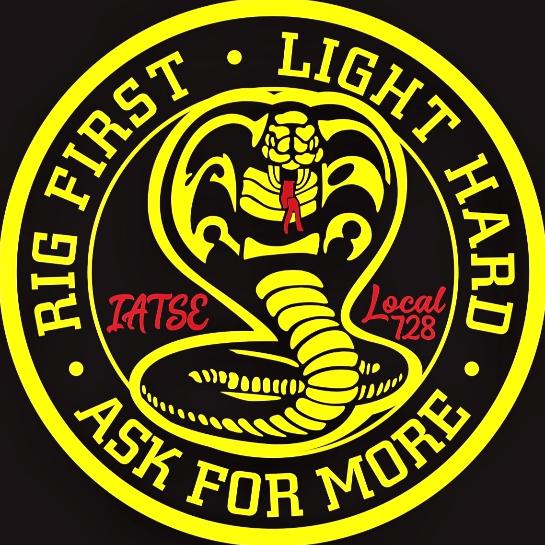 RIG FIRST • LIGHT HARD • ASK FOR MORE •
IATSE
Local
728